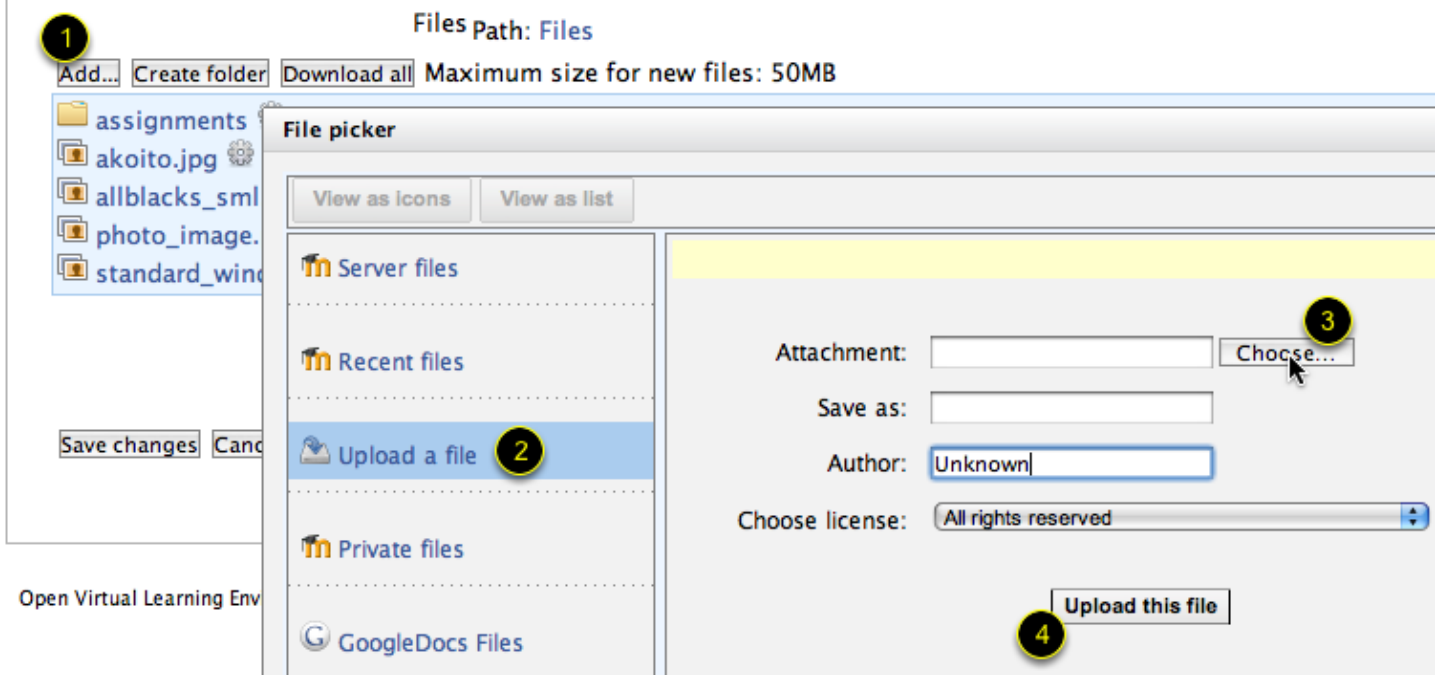 1
Files Path: Files
Add... Create folder Download all Maximum size for new files: 50MB
assignments
akoito.jpg
allblacks_sml
photo_image.
standard_wind
File picker
View as icons View as list
Server files
Recent files
Upload a file 2
Private files
GoogleDocs Files
3
Attachment: Choose...
Save as:
Author: Unknown
Choose license: All rights reserved
Upload this file
4
Save changes Canc
Open Virtual Learning Env